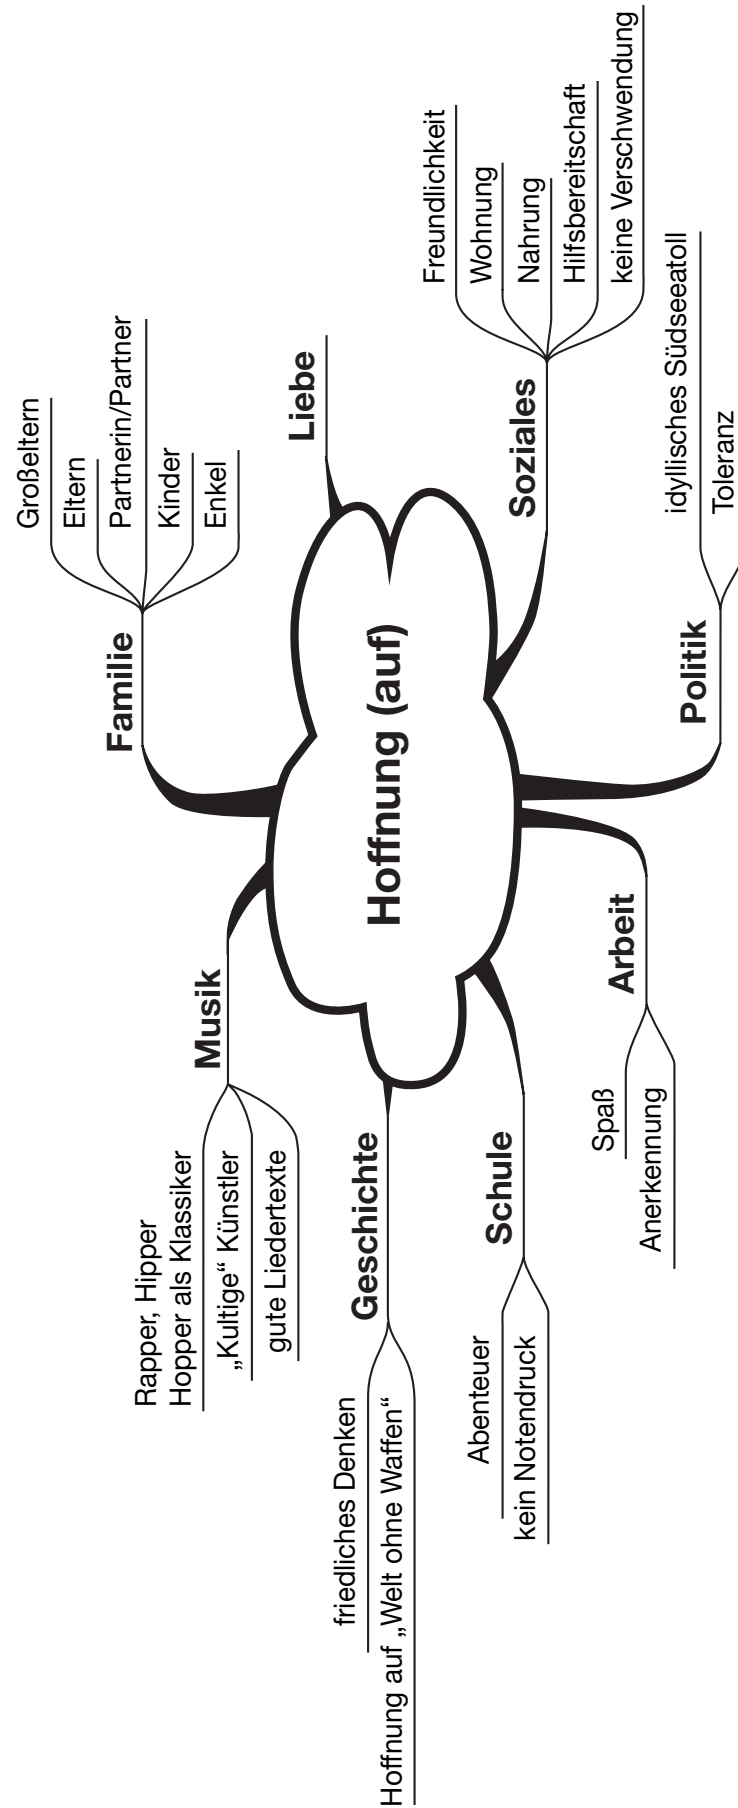 Hoffnung (auf)
Familie
Großeltern
Eltern
Partnerin/Partner
Kinder
Enkel
Liebe
Soziales
Freundlichkeit
Wohnung
Nahrung
Hilfsbereitschaft
keine Verschwendung
Politik
idyllisches Südseeatoll
Toleranz
Arbeit
Spaß
Anerkennung
Schule
Abenteuer
kein Notendruck
Geschichte
friedliches Denken
Hoffnung auf „Welt ohne Waffen“
Musik
Rapper, Hipper
Hopper als Klassiker
„Kultige“ Künstler
gute Liedertexte